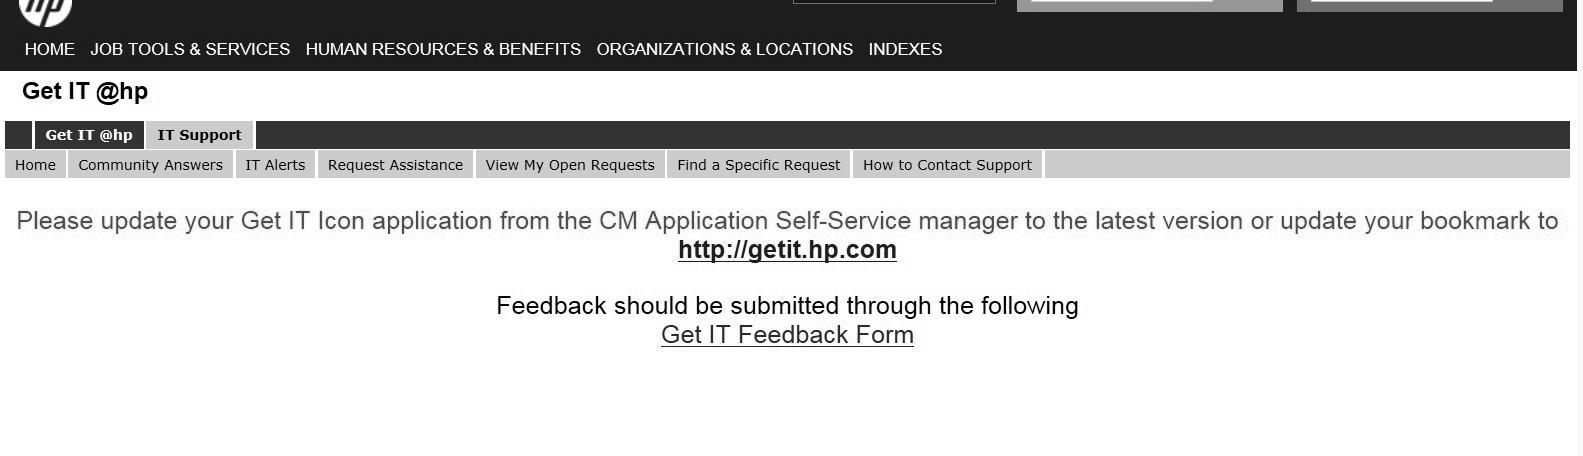 hp
HOME JOB TOOLS & SERVICES HUMAN RESOURCES & BENEFITS ORGANIZATIONS & LOCATIONS INDEXES
Get IT @hp
Get IT @hp IT Support
Home Community Answers IT Alerts Request Assistance View My Open Requests Find a Specific Request How to Contact Support
Please update your Get IT Icon application from the CM Application Self-Service manager to the latest version or update your bookmark to
http://getit.hp.com
Feedback should be submitted through the following
Get IT Feedback Form